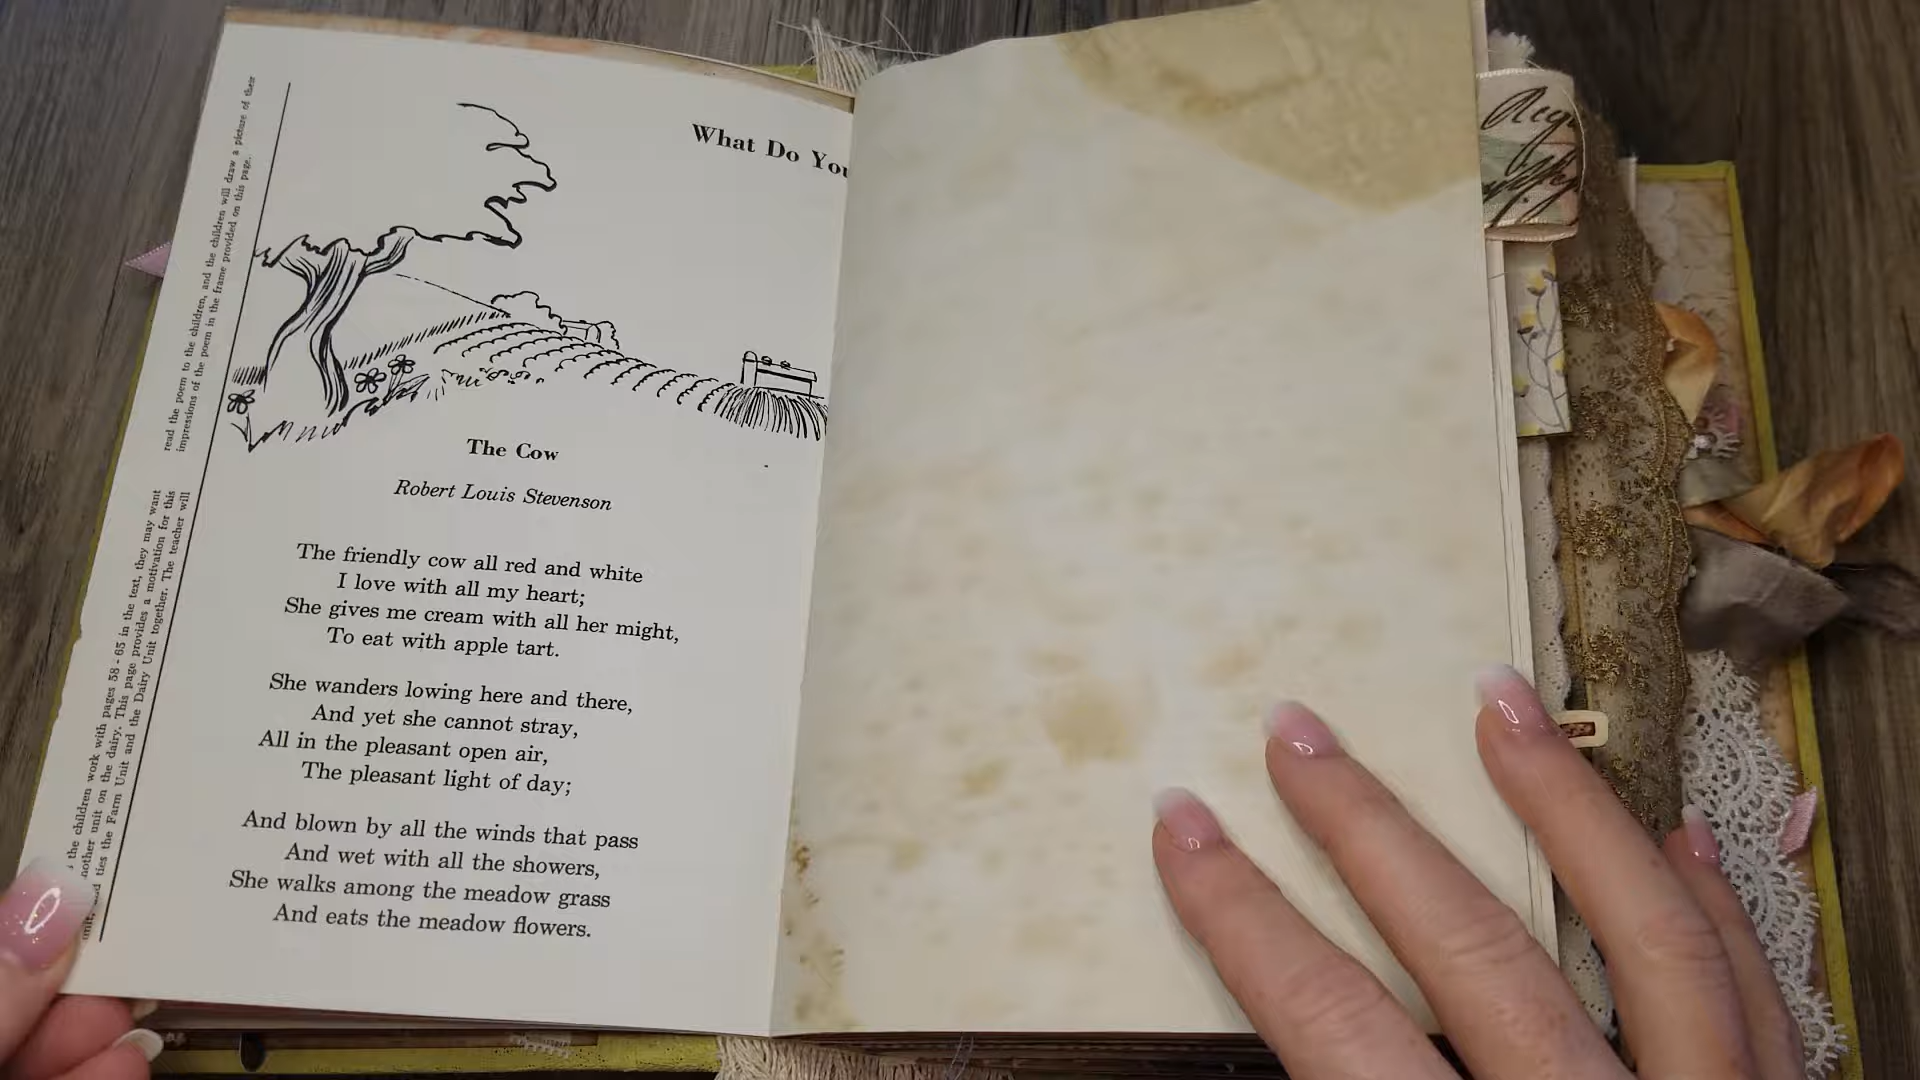 What Do You
The Cow
Robert Louis Stevenson
The friendly cow all red and white
I love with all my heart;
She gives me cream with all her might,
To eat with apple tart.
She wanders lowing here and there,
And yet she cannot stray,
All in the pleasant open air,
The pleasant light of day;
And blown by all the winds that pass
And wet with all the showers,
She walks among the meadow grass
And eats the meadow flowers.
the children work with pages 58 - 65 in the text, they may want
another unit on the dairy. This page provides a motivation for this
unit, and ties the Farm Unit and the Dairy Unit together. The teacher will
read the poem to the children, and the children will draw a picture of their
impressions of the poem in the frame provided on this page.